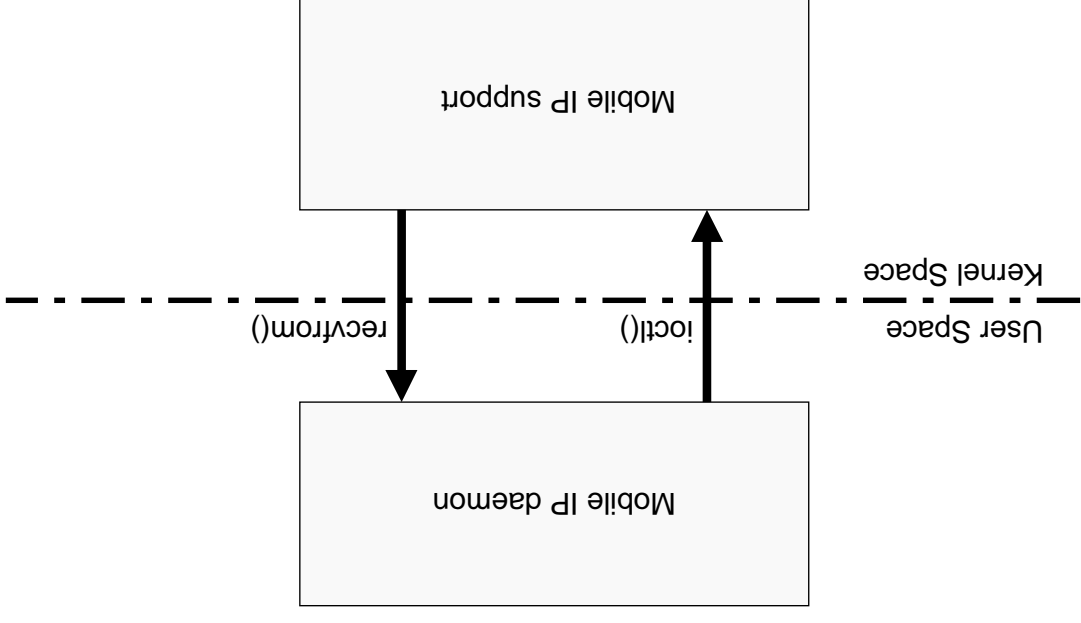 Mobile IP daemon
User Space
ioctl()
recvfrom()
Kernel Space
Mobile IP support